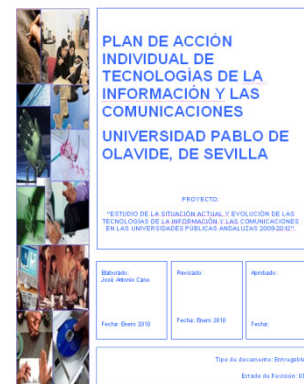 PLAN DE ACCIÓN
INDIVIDUAL DE
TECNOLOGÍAS DE LA
INFORMACIÓN Y LAS
COMUNICACIONES
UNIVERSIDAD PABLO DE
OLAVIDE, DE SEVILLA
PROYECTO:
"ESTUDIO DE LA SITUACIÓN ACTUAL Y EVOLUCIÓN DE LAS
TECNOLOGÍAS DE LA INFORMACIÓN Y LAS COMUNICACIONES
EN LAS UNIVERSIDADES PÚBLICAS ANDALUZAS 2009-2012".
Elaborado:
José Antonio Cano
Fecha: Enero 2010
Revisado:
Fecha: Enero 2010
Aprobado:
Fecha:
Tipo de documento: Entregable
Estado de Revisión: